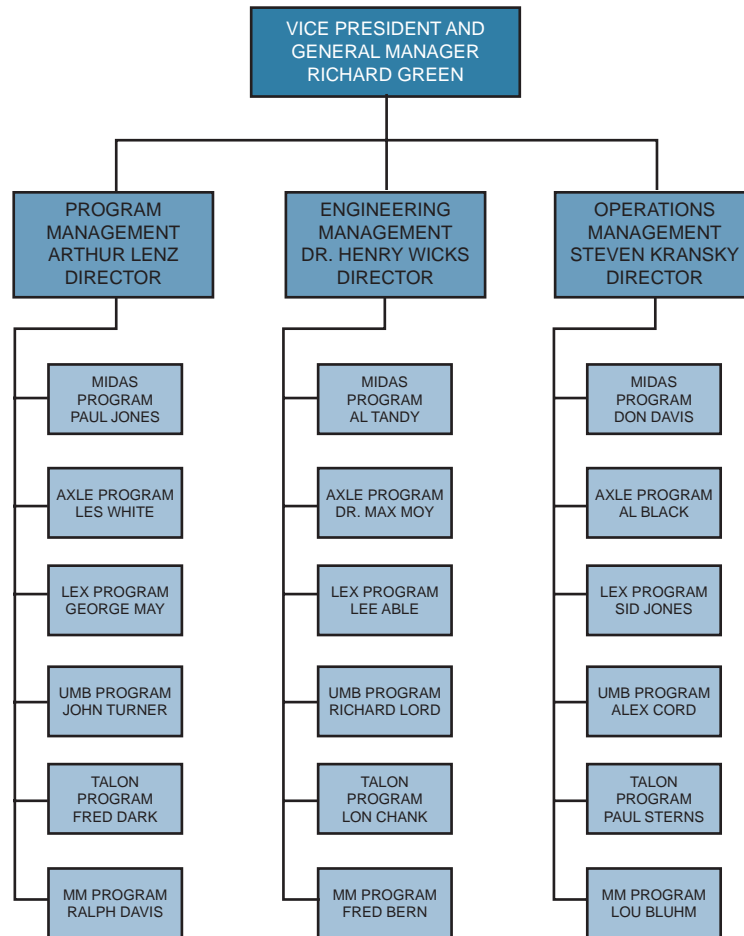 VICE PRESIDENT AND
GENERAL MANAGER
RICHARD GREEN
PROGRAM
MANAGEMENT
ARTHUR LENZ
DIRECTOR
ENGINEERING
MANAGEMENT
DR. HENRY WICKS
DIRECTOR
OPERATIONS
MANAGEMENT
STEVEN KRANSKY
DIRECTOR
MIDAS
PROGRAM
PAUL JONES
MIDAS
PROGRAM
AL TANDY
MIDAS
PROGRAM
DON DAVIS
AXLE PROGRAM
LES WHITE
AXLE PROGRAM
DR. MAX MOY
AXLE PROGRAM
AL BLACK
LEX PROGRAM
GEORGE MAY
LEX PROGRAM
LEE ABLE
LEX PROGRAM
SID JONES
UMB PROGRAM
JOHN TURNER
UMB PROGRAM
RICHARD LORD
UMB PROGRAM
ALEX CORD
TALON
PROGRAM
FRED DARK
TALON
PROGRAM
LON CHANK
TALON
PROGRAM
PAUL STERNS
MM PROGRAM
RALPH DAVIS
MM PROGRAM
FRED BERN
MM PROGRAM
LOU BLUHM